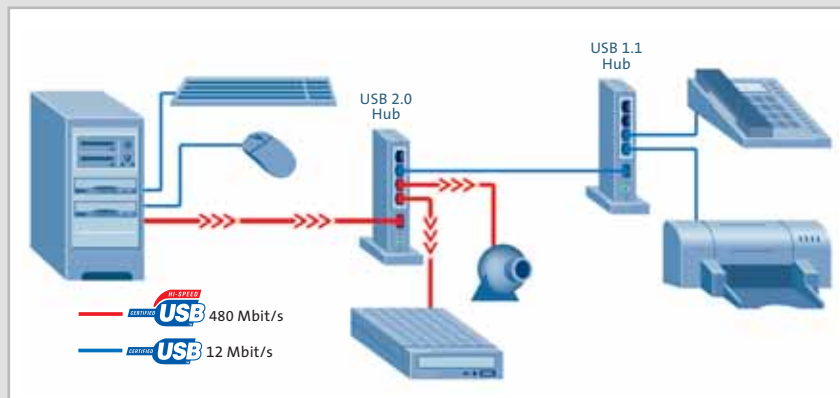 USB 1.1
Hub
USB 2.0
Hub
HI-SPEED
CERTIFIED USB 480 Mbit/s
CERTIFIED USB 12 Mbit/s